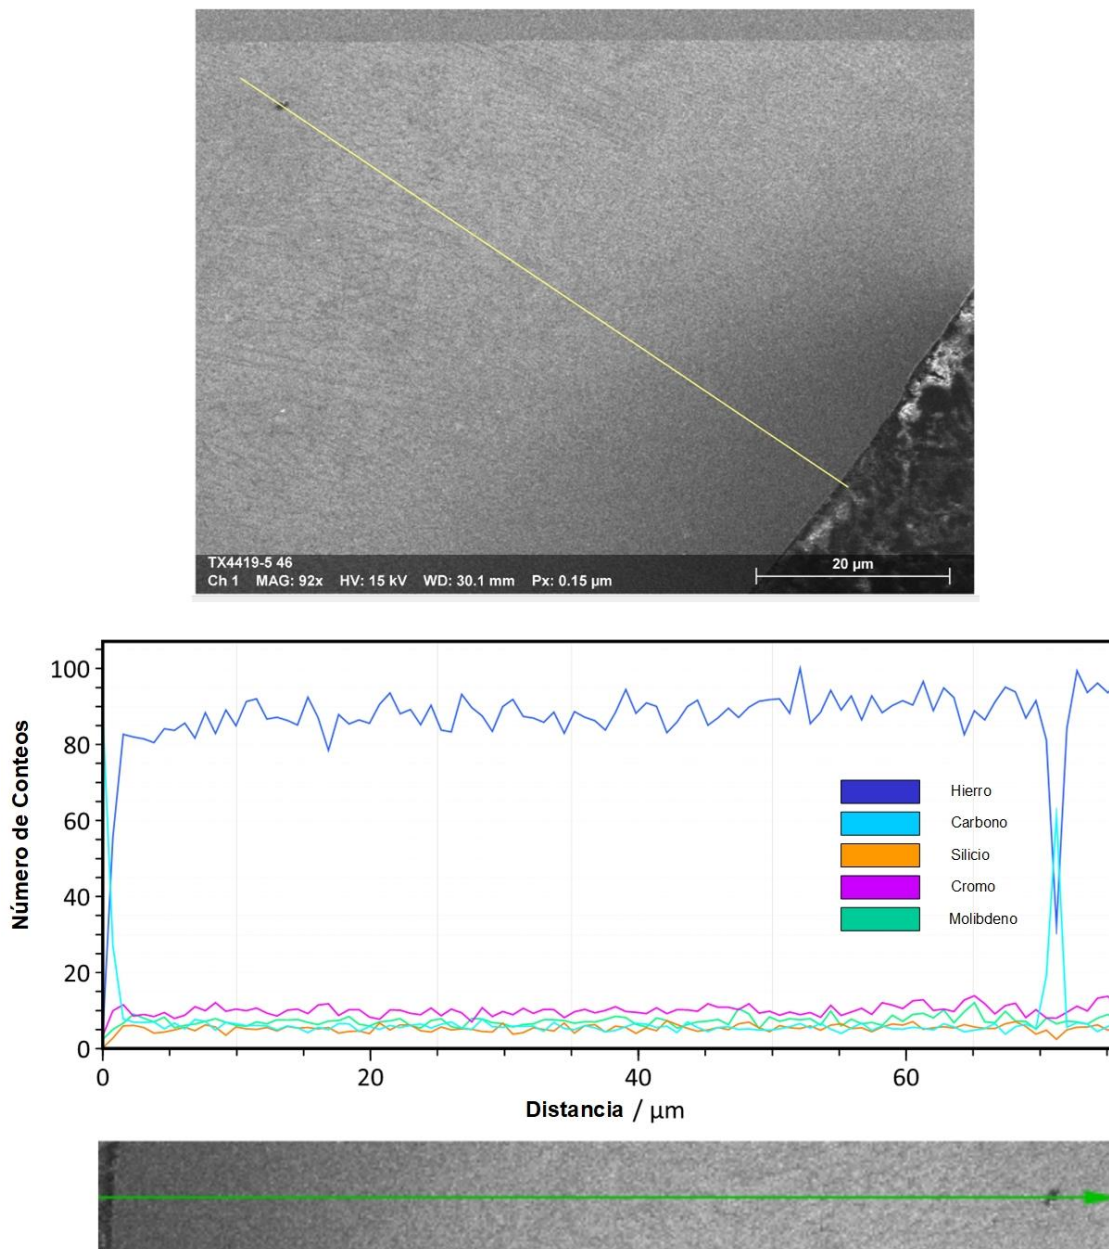 TX4419-5 46
Ch 1 MAG: 92x HV: 15 kV WD: 30.1 mm Px: 0.15 µm
20 µm
Número de Conteos
100
80
60
40
20
0
Hierro
Carbono
Silicio
Cromo
Molibdeno
0 20 40 60
Distancia / µm